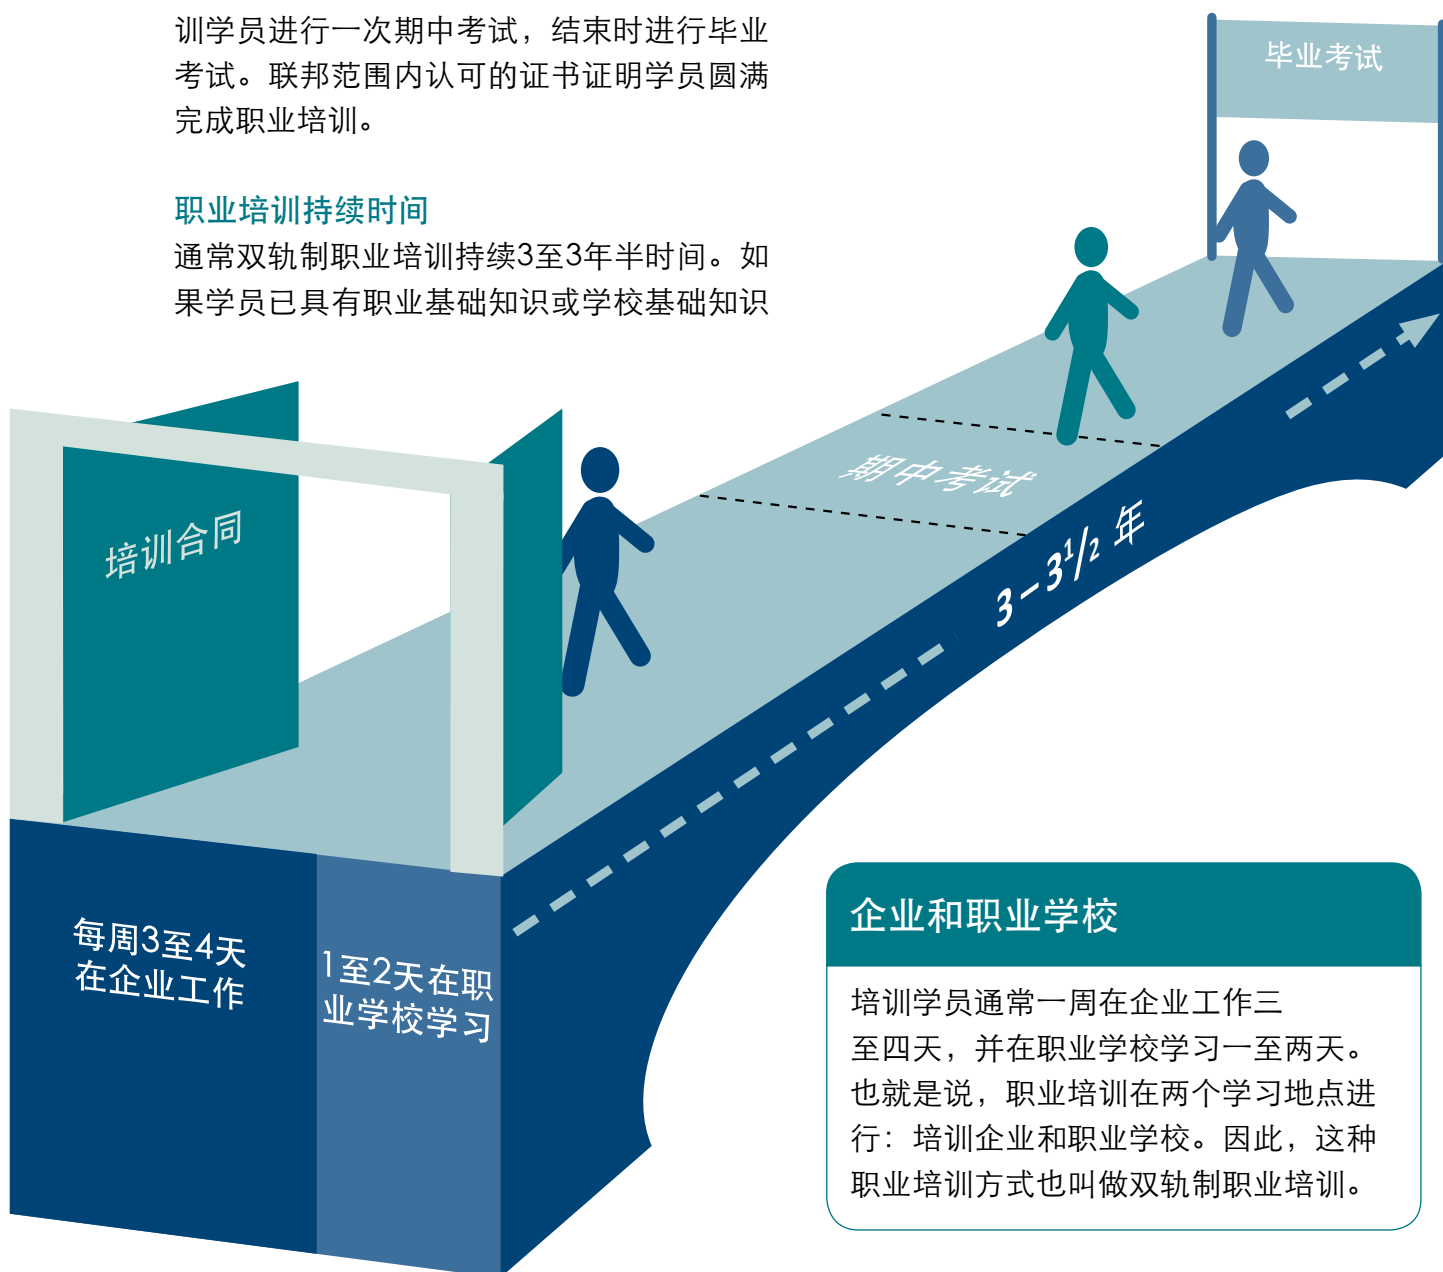 训学员进行一次期中考试，结束时进行毕业
考试。联邦范围内认可的证书证明学员圆满
完成职业培训。
职业培训持续时间
通常双轨制职业培训持续3至3年半时间。如
果学员已具有职业基础知识或学校基础知识
毕业考试
期中考试
培训合同
3 – 3 1/2 年
每周3至4天
在企业工作
1至2天在职
业学校学习
企业和职业学校
培训学员通常一周在企业工作三
至四天，并在职业学校学习一至两天。
也就是说，职业培训在两个学习地点进
行：培训企业和职业学校。因此，这种
职业培训方式也叫做双轨制职业培训。